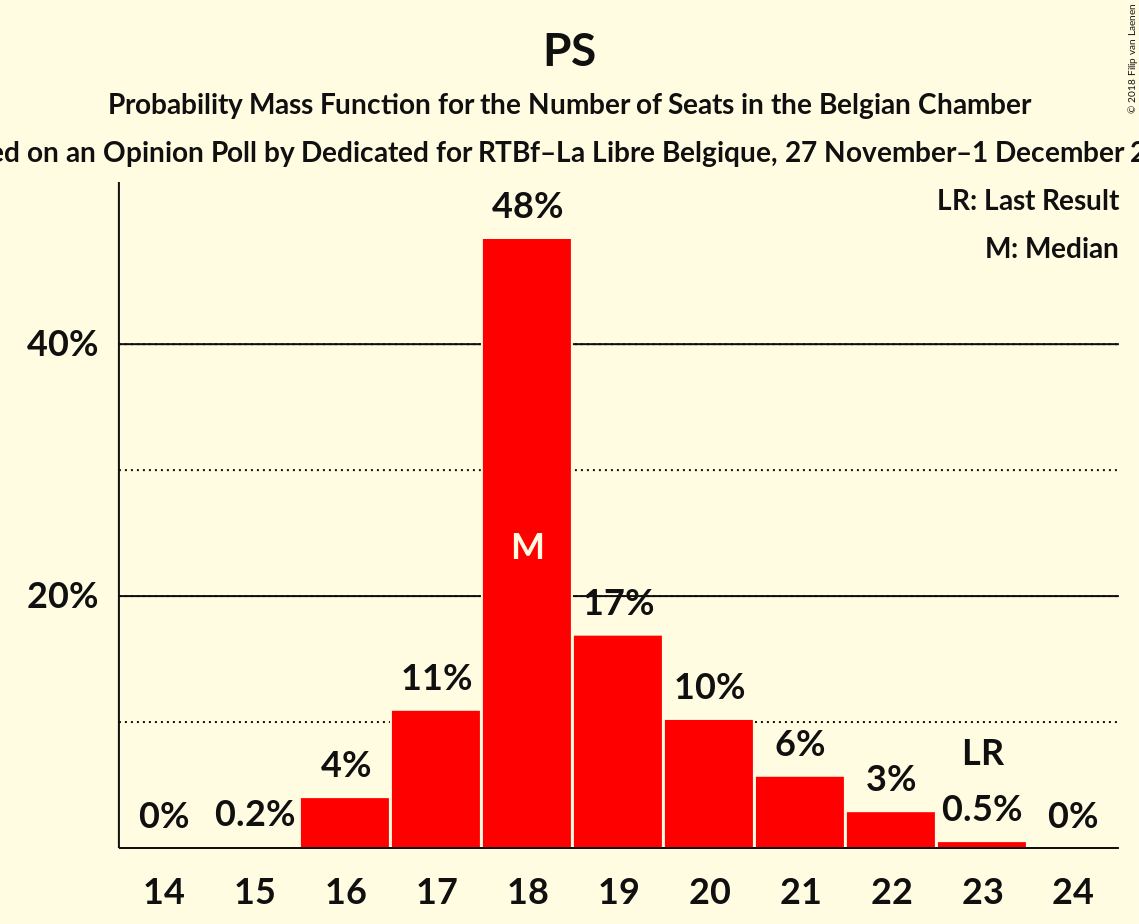 PS
Probability Mass Function for the Number of Seats in the Belgian Chamber
on an Opinion Poll by Dedicated for RTBf–La Libre Belgique, 27 November–1 December
© 2018 Filip van Laenen
LR: Last Result
M: Median
40%
20%
0%
0.2%
4%
11%
48%
M
17%
10%
6%
3%
LR
0.5%
0%
14 15 16 17 18 19 20 21 22 23 24